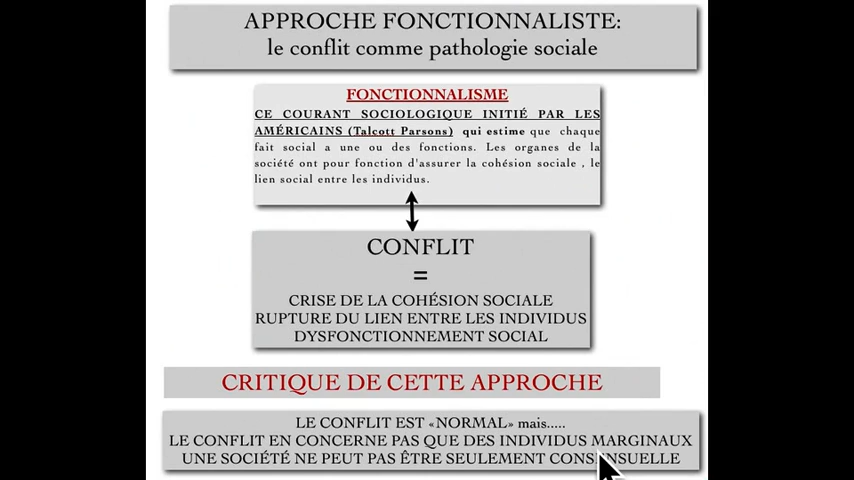 APPROCHE FONCTIONNALISTE:
le conflit comme pathologie sociale
FONCTIONNALISME
CE COURANT SOCIOLOGIQUE INITIÉ PAR LES
AMÉRICAINS (Talcott Parsons) qui estime que chaque
fait social a une ou des fonctions. Les organes de la
société ont pour fonction d'assurer la cohésion sociale , le
lien social entre les individus.
CONFLIT
=
CRISE DE LA COHÉSION SOCIALE
RUPTURE DU LIEN ENTRE LES INDIVIDUS
DYSFONCTIONNEMENT SOCIAL
CRITIQUE DE CETTE APPROCHE
LE CONFLIT EST «NORMAL» mais.....
LE CONFLIT EN CONCERNE PAS QUE DES INDIVIDUS MARGINAUX
UNE SOCIÉTÉ NE PEUT PAS ÊTRE SEULEMENT CONSENSUELLE